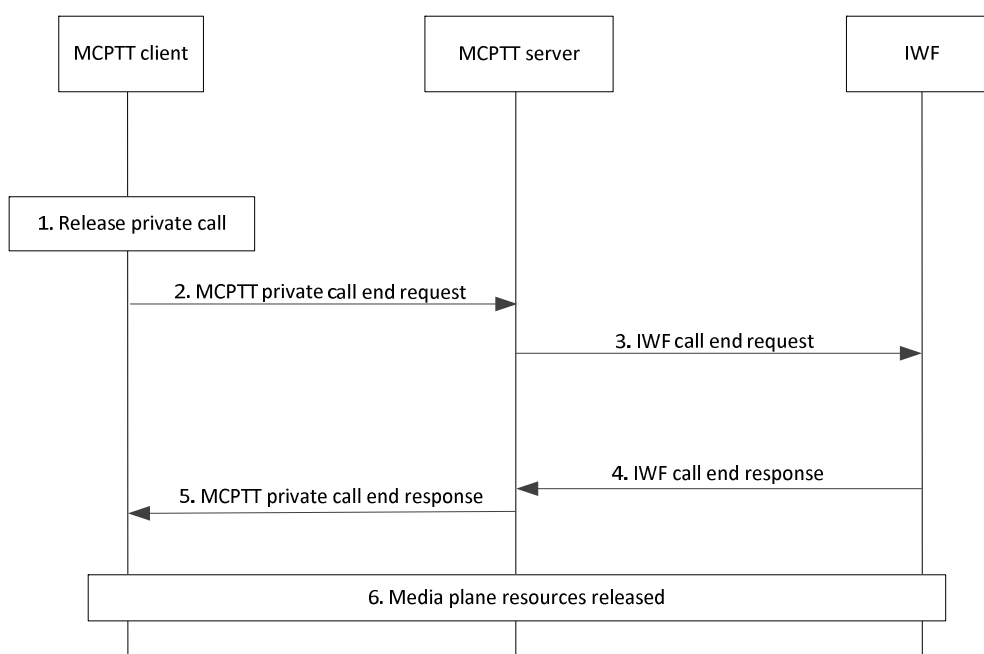 MCPTT client
MCPTT server
IWF
1. Release private call
2. MCPTT private call end request
3. IWF call end request
4. IWF call end response
5. MCPTT private call end response
6. Media plane resources released